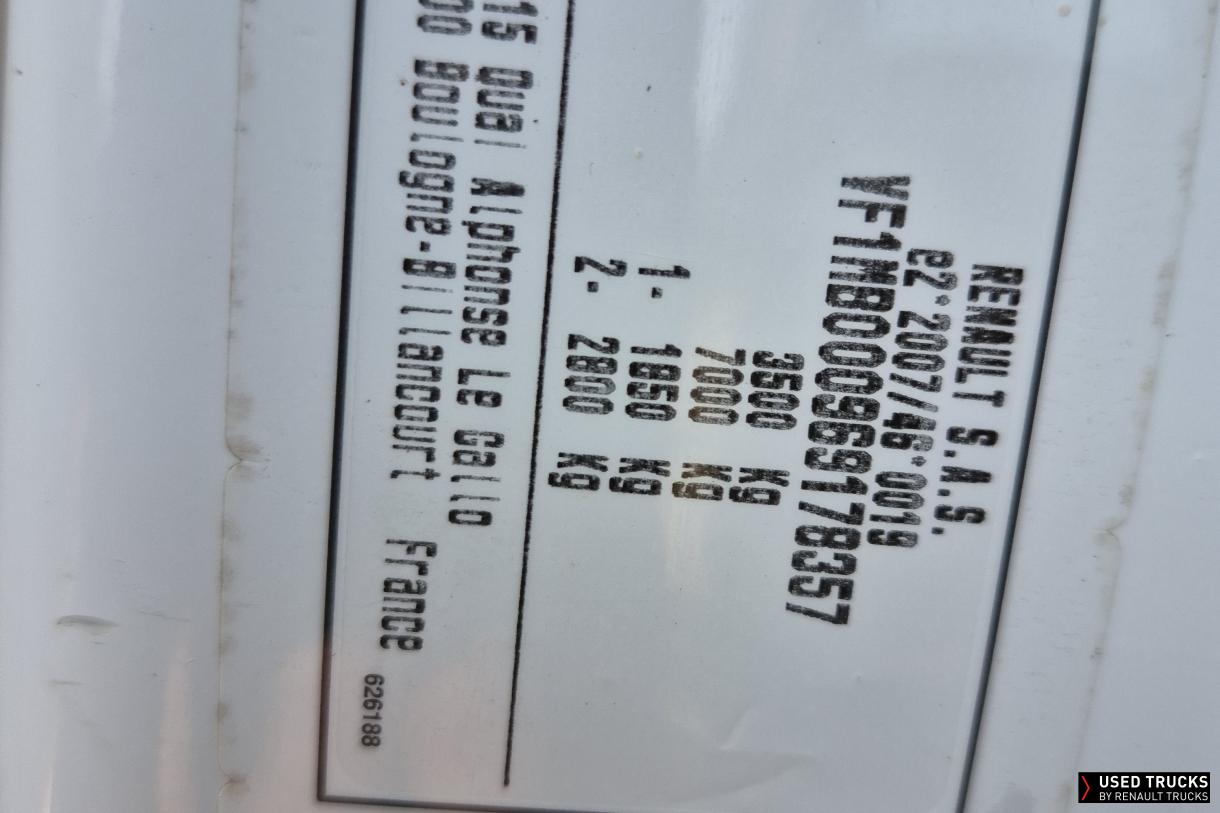 RENAULT S.A.S.
e2*2007/46*0019
VF1MB000969178357
3500 Kg
7000 Kg
1- 1850 Kg
2- 2800 Kg
15 Quai Alphonse Le Gallo
00 Boulogne-Billancourt France
626188
USED TRUCKS
BY RENAULT TRUCKS